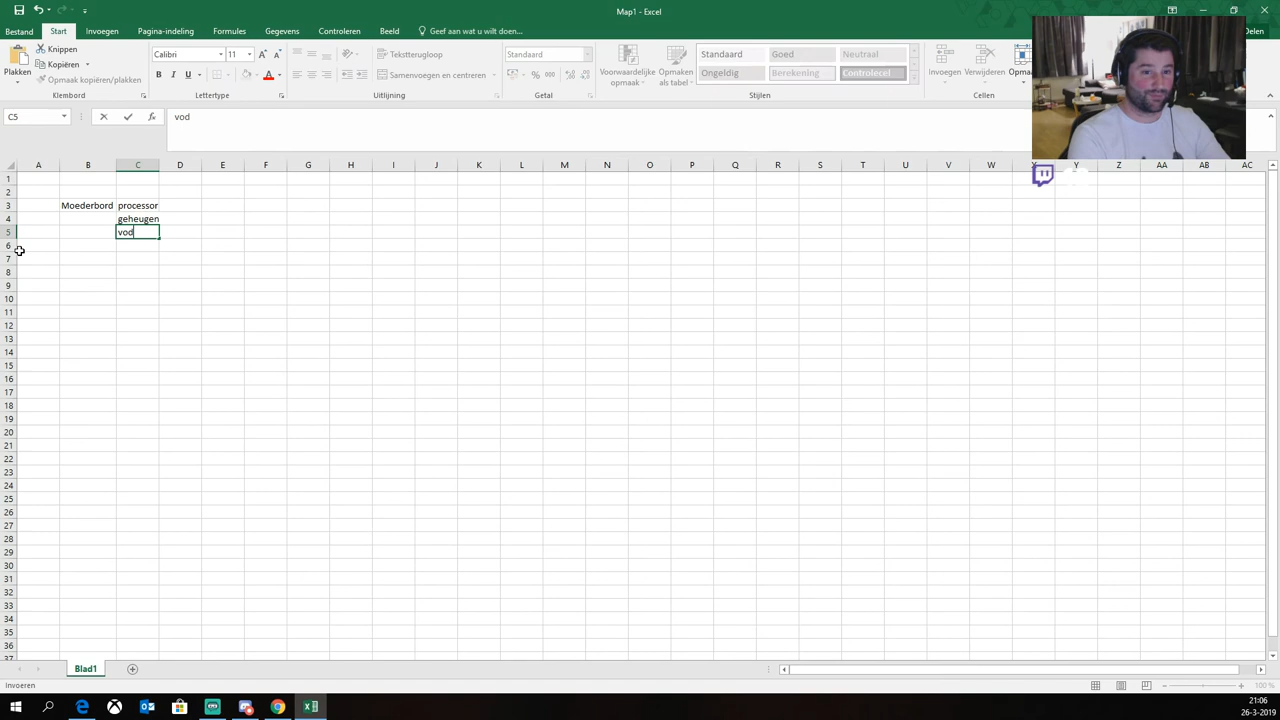 Map1 - Excel
Bestand Start Invoegen Pagina-indeling Formules Gegevens Controleren Beeld Geef aan wat u wilt doen... Delen
Plakken
Knippen
Kopiëren
Opmaak kopiëren/plakken
Klembord
Calibri 11
B I U
Lettertype
Tekstterugloop
Samenvoegen en centreren
Uitlijning
Standaard
% 000
Getal
Voorwaardelijke opmaak
Opmaken als tabel
Standaard Goed Neutraal
Ongeldig Berekening Controlecel
Stijlen
Invoegen Verwijderen
Cellen
C5 fx vod
A B C D E F G H I J K L M N O P Q R S T U V W X Y Z AA AB AC
1
2
3 Moederbord processor
4 geheugen
5 vod
6
7
8
9
10
11
12
13
14
15
16
17
18
19
20
21
22
23
24
25
26
27
28
29
30
31
32
33
34
35
36
37
Blad1
Invoeren
100 %
21:06
26-3-2019